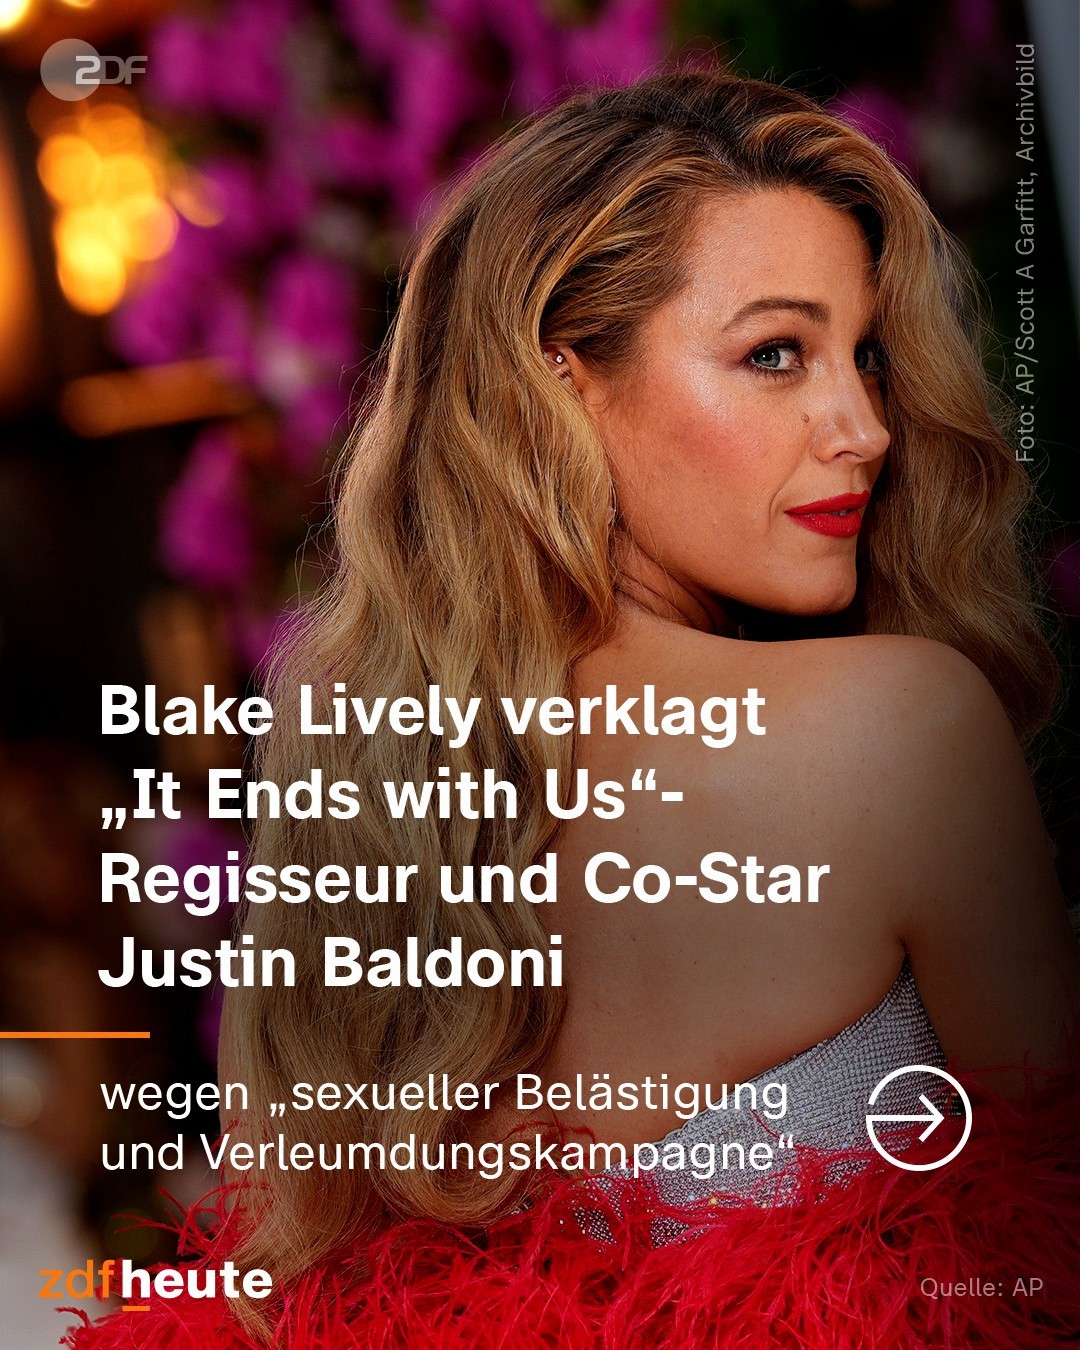 ZDF
Foto: AP/Scott A Garfitt, Archivbild
Blake Lively verklagt
„It Ends with Us“-
Regisseur und Co-Star
Justin Baldoni
wegen „sexueller Belästigung
und Verleumdungskampagne“
zdfheute
Quelle: AP